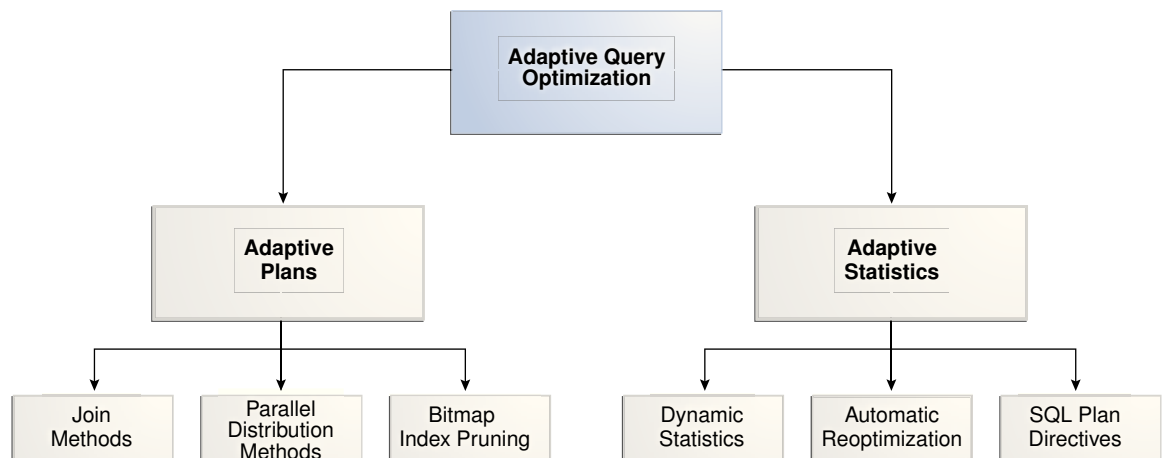 Adaptive Query
Optimization
Adaptive
Plans
Adaptive
Statistics
Join
Methods
Parallel
Distribution
Methods
Bitmap
Index Pruning
Dynamic
Statistics
Automatic
Reoptimization
SQL Plan
Directives